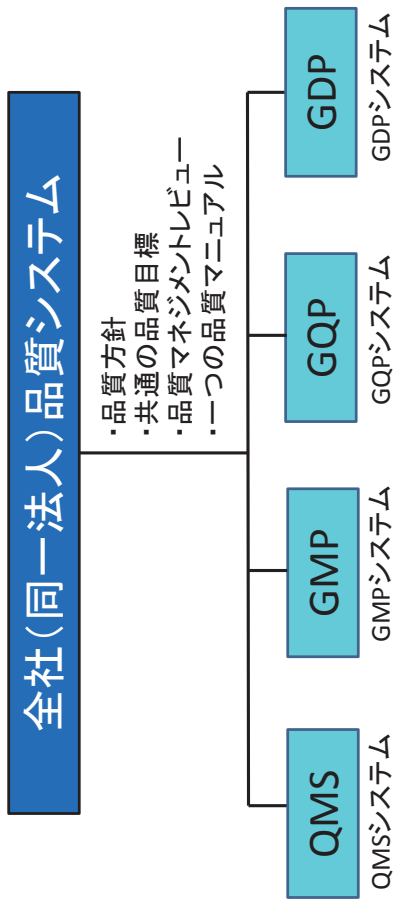 全社(同一法人)品質システム
・品質方針
・共通の品質目標
・品質マネジメントレビュー
・一つの品質マニュアル
QMS
QMSシステム
GMP
GMPシステム
GQP
GQPシステム
GDP
GDPシステム